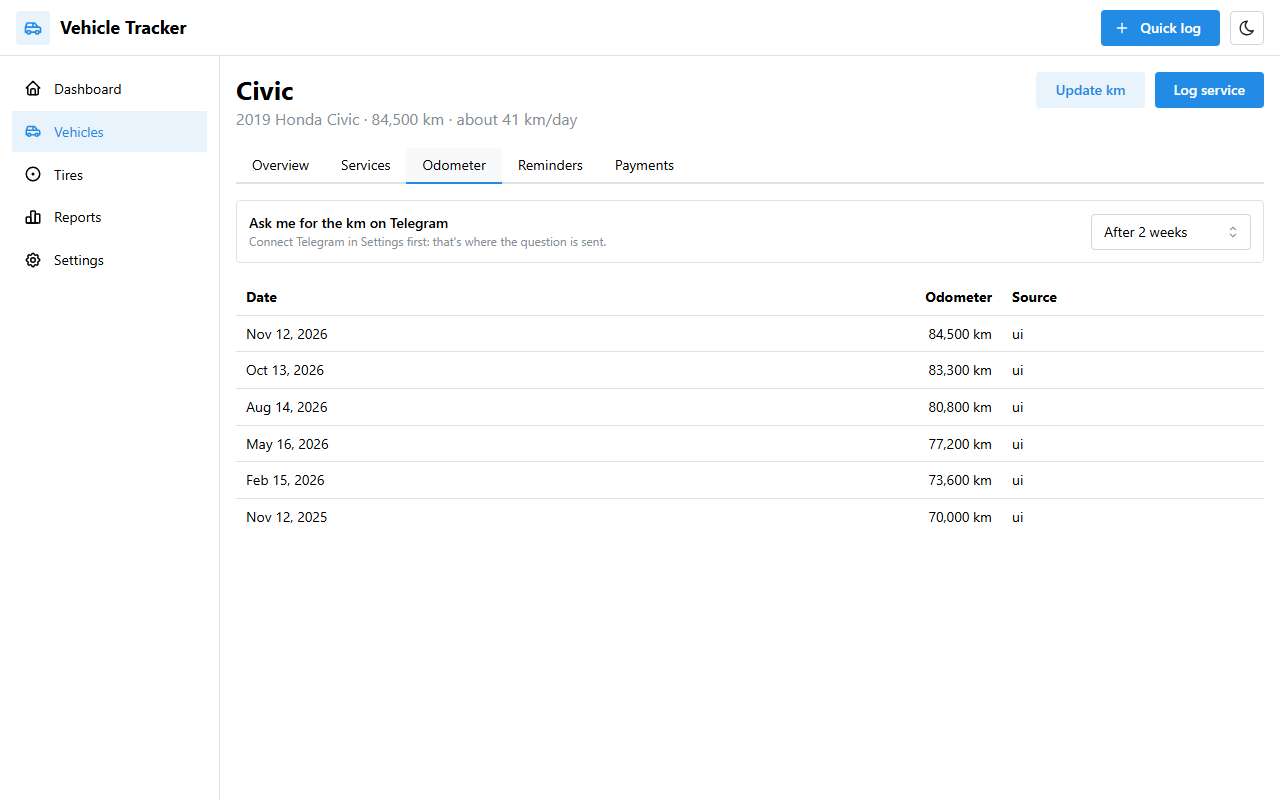 Vehicle Tracker
Quick log
Dashboard
Vehicles
Tires
Reports
Settings
Civic
2019 Honda Civic · 84,500 km · about 41 km/day
Update km
Log service
Overview Services Odometer Reminders Payments
Ask me for the km on Telegram
Connect Telegram in Settings first: that's where the question is sent.
After 2 weeks
Date Odometer Source
Nov 12, 2026 84,500 km ui
Oct 13, 2026 83,300 km ui
Aug 14, 2026 80,800 km ui
May 16, 2026 77,200 km ui
Feb 15, 2026 73,600 km ui
Nov 12, 2025 70,000 km ui